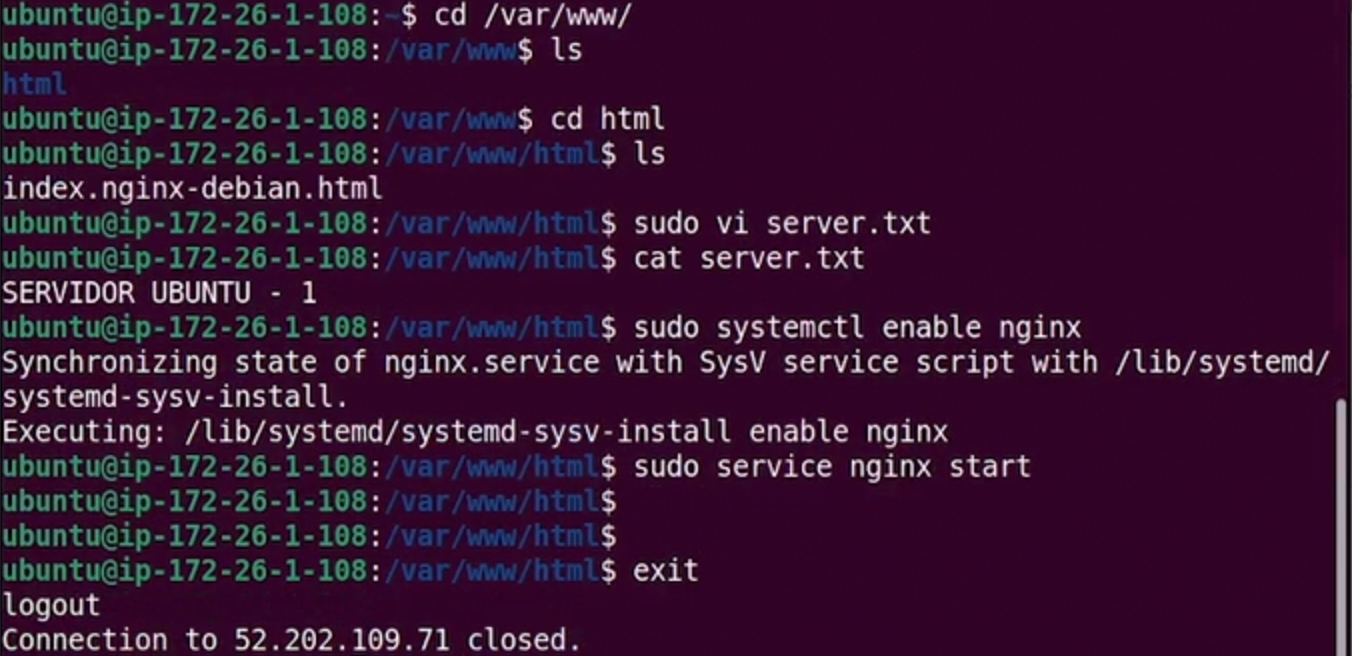 ubuntu@ip-172-26-1-108:~$ cd /var/www/
ubuntu@ip-172-26-1-108:/var/www$ ls
html
ubuntu@ip-172-26-1-108:/var/www$ cd html
ubuntu@ip-172-26-1-108:/var/www/html$ ls
index.nginx-debian.html
ubuntu@ip-172-26-1-108:/var/www/html$ sudo vi server.txt
ubuntu@ip-172-26-1-108:/var/www/html$ cat server.txt
SERVIDOR UBUNTU - 1
ubuntu@ip-172-26-1-108:/var/www/html$ sudo systemctl enable nginx
Synchronizing state of nginx.service with SysV service script with /lib/systemd/
systemd-sysv-install.
Executing: /lib/systemd/systemd-sysv-install enable nginx
ubuntu@ip-172-26-1-108:/var/www/html$ sudo service nginx start
ubuntu@ip-172-26-1-108:/var/www/html$
ubuntu@ip-172-26-1-108:/var/www/html$
ubuntu@ip-172-26-1-108:/var/www/html$ exit
logout
Connection to 52.202.109.71 closed.